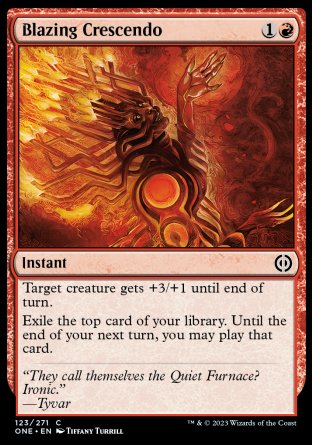 Blazing Crescendo 1
Instant
Target creature gets +3/+1 until end of
turn.
Exile the top card of your library. Until the
end of your next turn, you may play that
card.
"They call themselves the Quiet Furnace?
Ironic."
—Tyvar
123/271 C
ONE • EN Tiffany Turrill ™ & © 2023 Wizards of the Coast